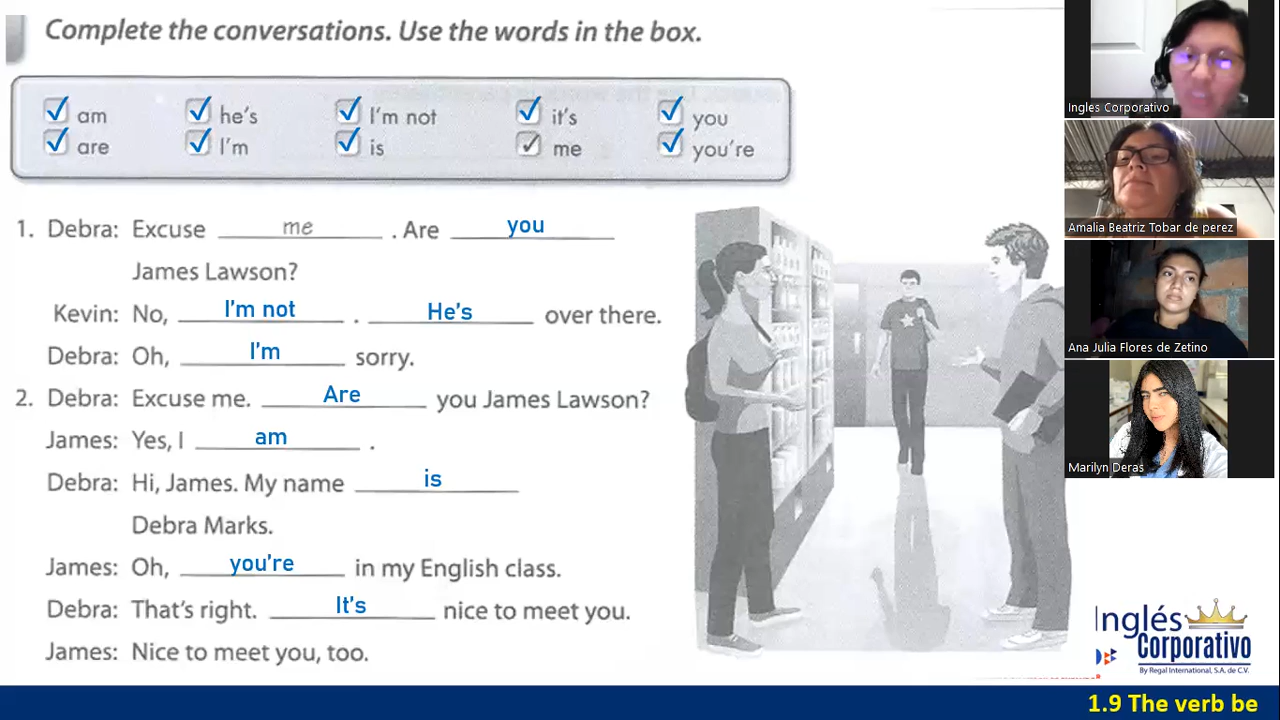 Complete the conversations. Use the words in the box.
am he's I'm not it's you
are I'm is me you're
1. Debra: Excuse me . Are you
James Lawson?
Kevin: No, I'm not . He's over there.
Debra: Oh, I'm sorry.
2. Debra: Excuse me. Are you James Lawson?
James: Yes, I am .
Debra: Hi, James. My name is
Debra Marks.
James: Oh, you're in my English class.
Debra: That's right. It's nice to meet you.
James: Nice to meet you, too.
Ingles Corporativo
Amalia Beatriz Tobar de perez
Ana Julia Flores de Zetino
Marilyn Deras
Inglés
Corporativo
By Regal International, S.A. de C.V.
1.9 The verb be